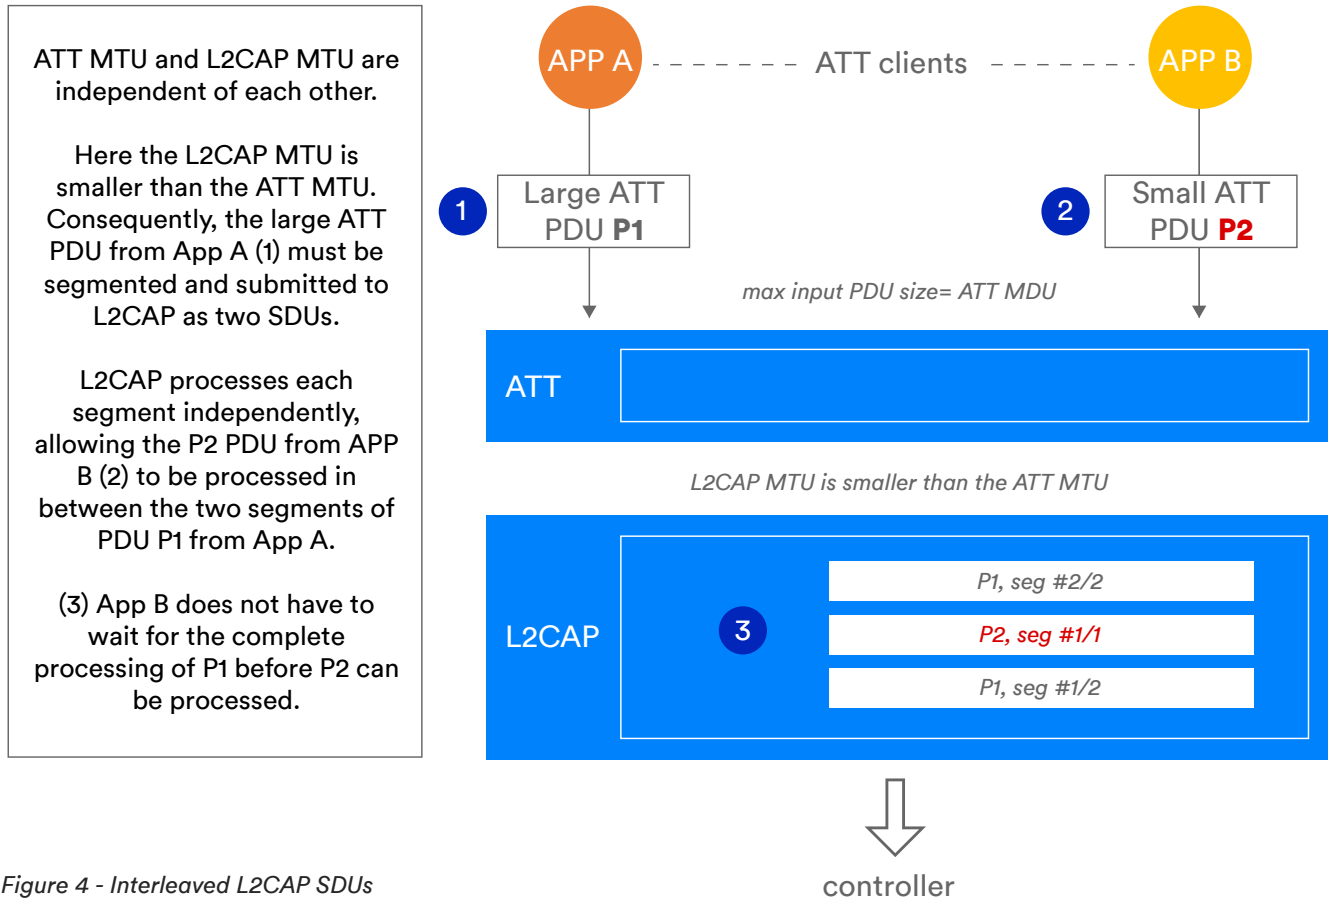 ATT MTU and L2CAP MTU are
independent of each other.
Here the L2CAP MTU is
smaller than the ATT MTU.
Consequently, the large ATT
PDU from App A (1) must be
segmented and submitted to
L2CAP as two SDUs.
L2CAP processes each
segment independently,
allowing the P2 PDU from APP
B (2) to be processed in
between the two segments of
PDU P1 from App A.
(3) App B does not have to
wait for the complete
processing of P1 before P2 can
be processed.
APP A
ATT clients
APP B
1
Large ATT
PDU P1
2
Small ATT
PDU P2
max input PDU size= ATT MDU
ATT
L2CAP MTU is smaller than the ATT MTU
L2CAP
3
P1, seg #2/2
P2, seg #1/1
P1, seg #1/2
controller
Figure 4 - Interleaved L2CAP SDUs